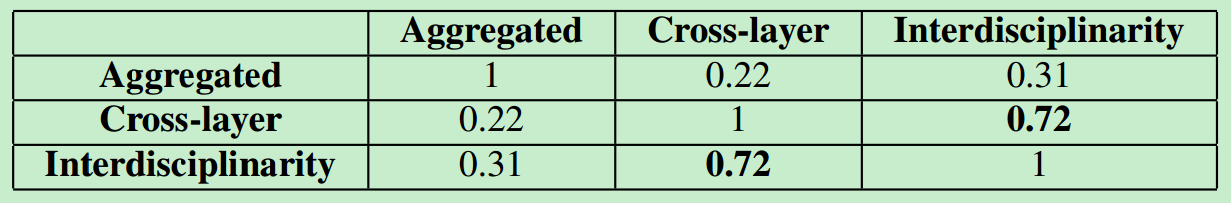 Aggregated Cross-layer Interdisciplinarity
Aggregated 1 0.22 0.31
Cross-layer 0.22 1 0.72
Interdisciplinarity 0.31 0.72 1